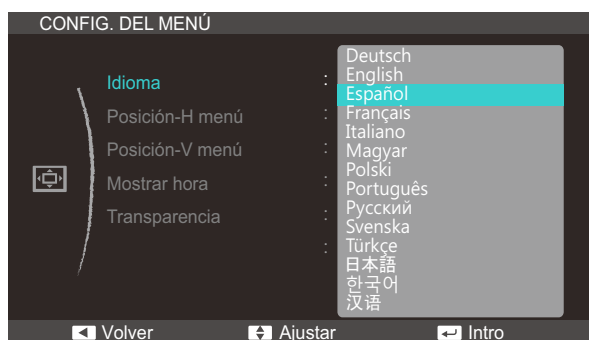 CONFIG. DEL MENÚ
Idioma :
Posición-H menú :
Posición-V menú :
Mostrar hora :
Transparencia :
:
Deutsch
English
Español
Français
Italiano
Magyar
Polski
Português
Русский
Svenska
Türkçe
日本語
한국어
汉语
Volver
Ajustar
Intro